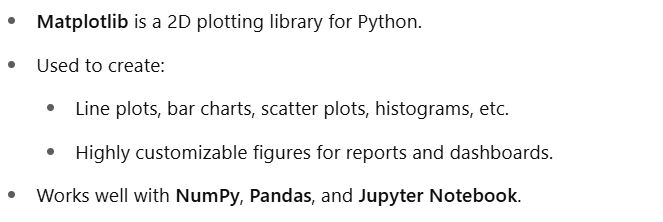 Matplotlib is a 2D plotting library for Python.
Used to create:
Line plots, bar charts, scatter plots, histograms, etc.
Highly customizable figures for reports and dashboards.
Works well with NumPy, Pandas, and Jupyter Notebook.